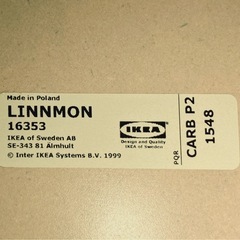 Made in Poland
LINNMON
16353
IKEA of Sweden AB
SE-343 81 Älmhult
© Inter IKEA Systems B.V. 1999
IKEA
Design and Quality
IKEA of Sweden
PQR
CARB P2
1548